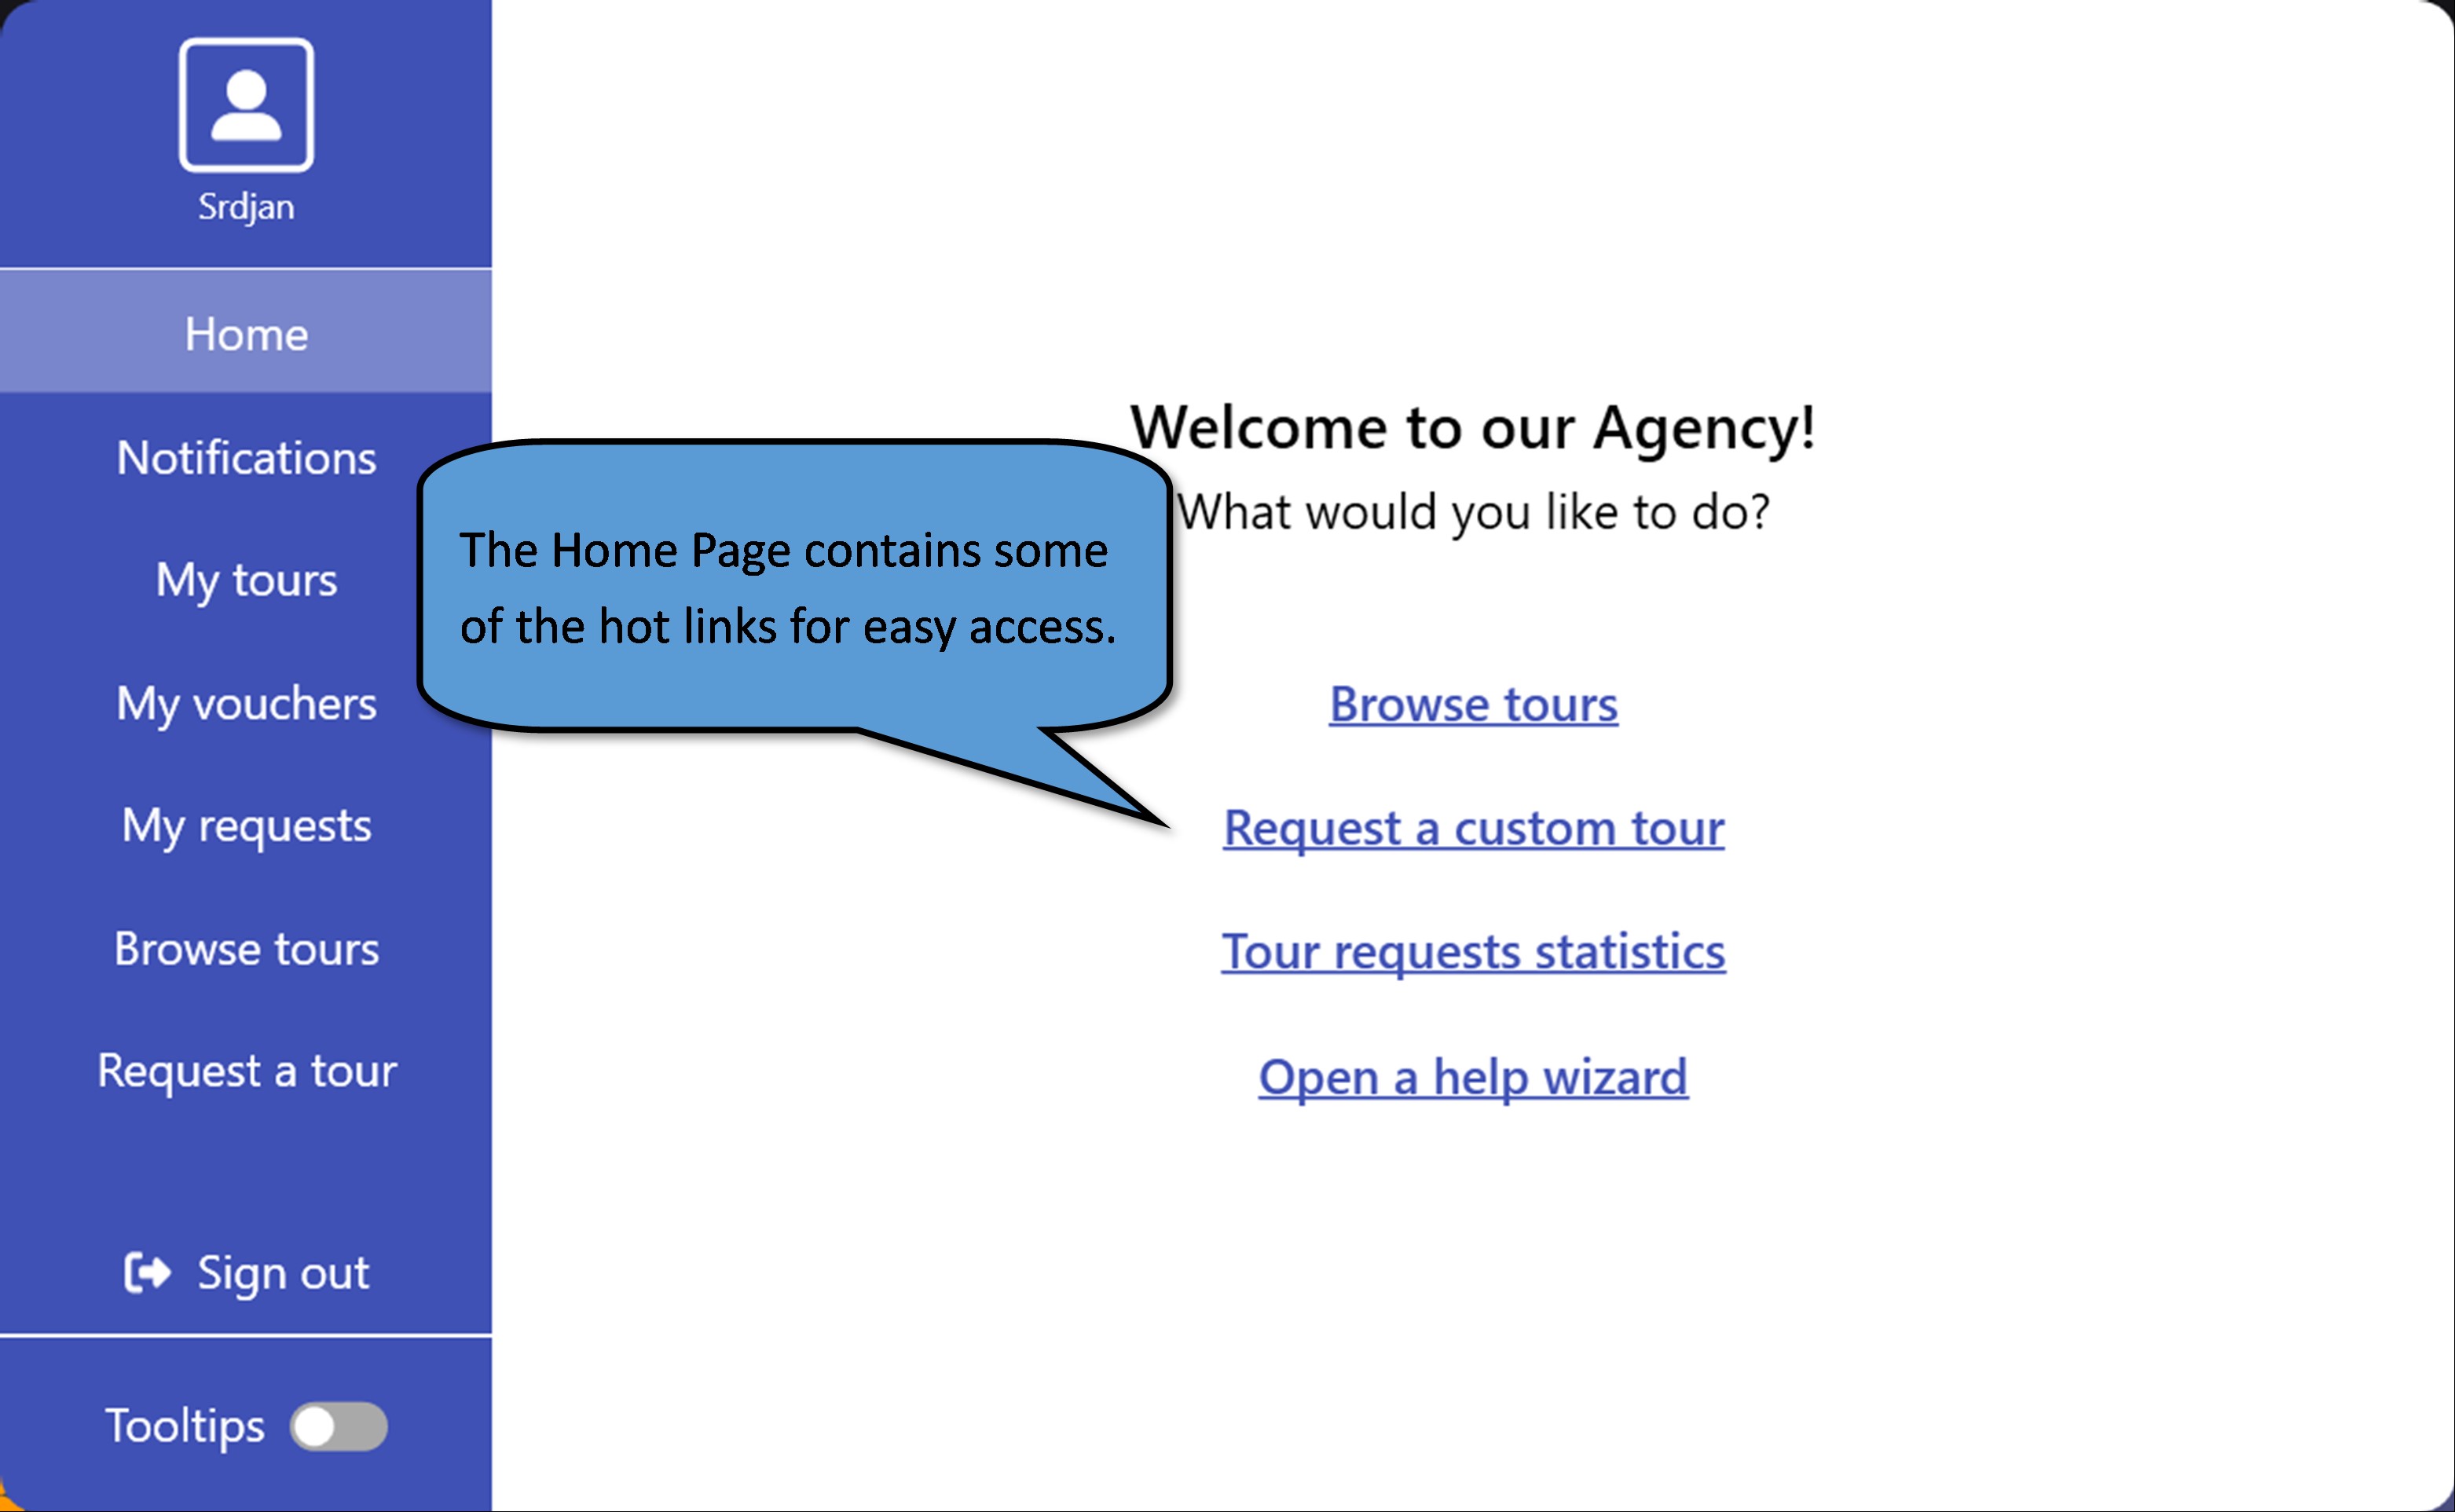 Srdjan
Home
Notifications
My tours
My vouchers
My requests
Browse tours
Request a tour
Sign out
Tooltips
Welcome to our Agency!
What would you like to do?
The Home Page contains some
of the hot links for easy access.
Browse tours
Request a custom tour
Tour requests statistics
Open a help wizard